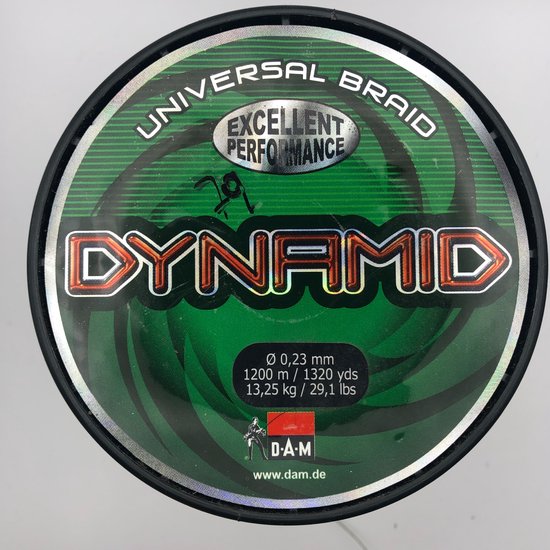 UNIVERSAL BRAID
EXCELLENT
PERFORMANCE
DYNAMID
Ø 0,23 mm
1200 m / 1320 yds
13,25 kg / 29,1 lbs
D·A·M
www.dam.de